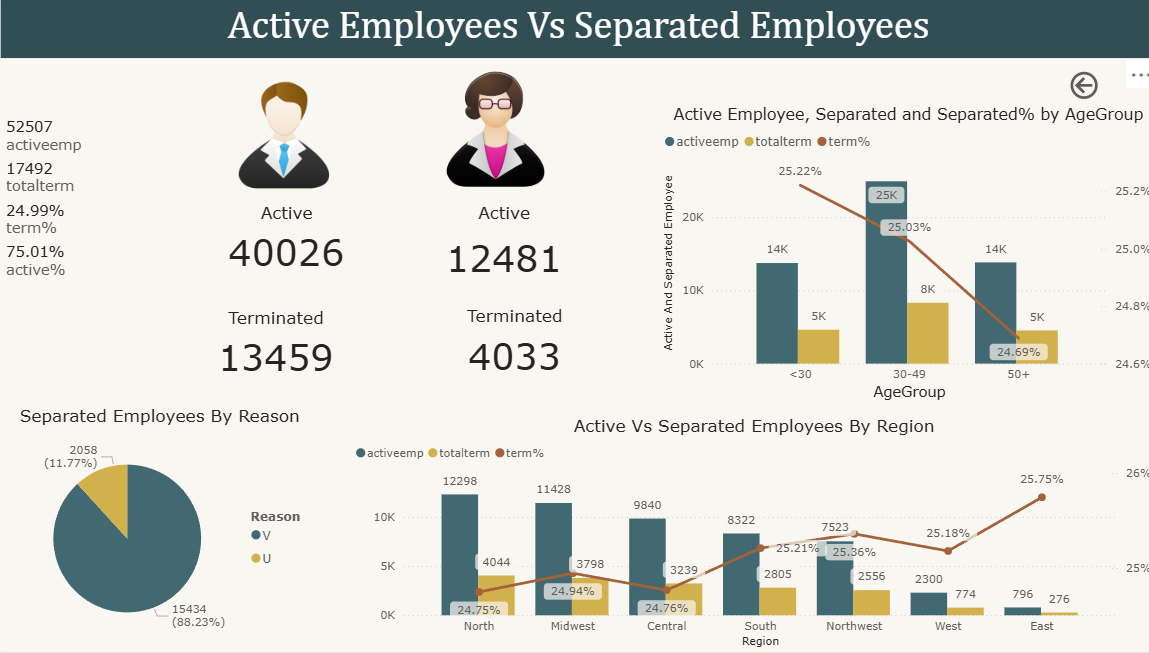 Active Employees Vs Separated Employees
52507
activeemp
17492
totalterm
24.99%
term%
75.01%
active%
Active
40026
Terminated
13459
Active
12481
Terminated
4033
Active Employee, Separated and Separated% by AgeGroup
activeemp totalterm term%
Active And Separated Employee
20K
10K
0K
25.22%
25K
25.03%
14K
14K
8K
5K
5K
24.69%
25.2%
25.0%
24.8%
24.6%
<30
30-49
50+
AgeGroup
Separated Employees By Reason
2058
(11.77%)
15434
(88.23%)
Reason
V
U
Active Vs Separated Employees By Region
activeemp totalterm term%
10K
5K
0K
12298
11428
9840
8322
7523
2300
796
4044
3798
3239
2805
2556
774
276
24.75%
24.94%
24.76%
25.21%
25.36%
25.18%
25.75%
26%
25%
North
Midwest
Central
South
Northwest
West
East
Region